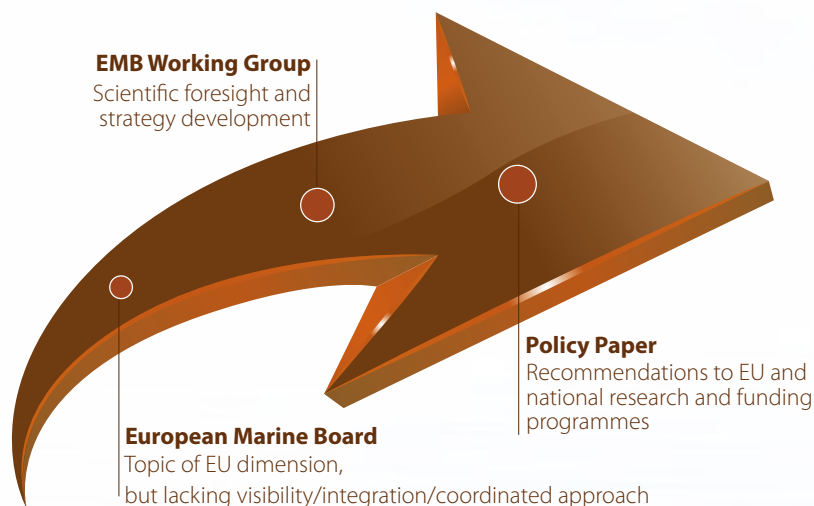 EMB Working Group
Scientific foresight and
strategy development
Policy Paper
Recommendations to EU and
national research and funding
programmes
European Marine Board
Topic of EU dimension,
but lacking visibility/integration/coordinated approach